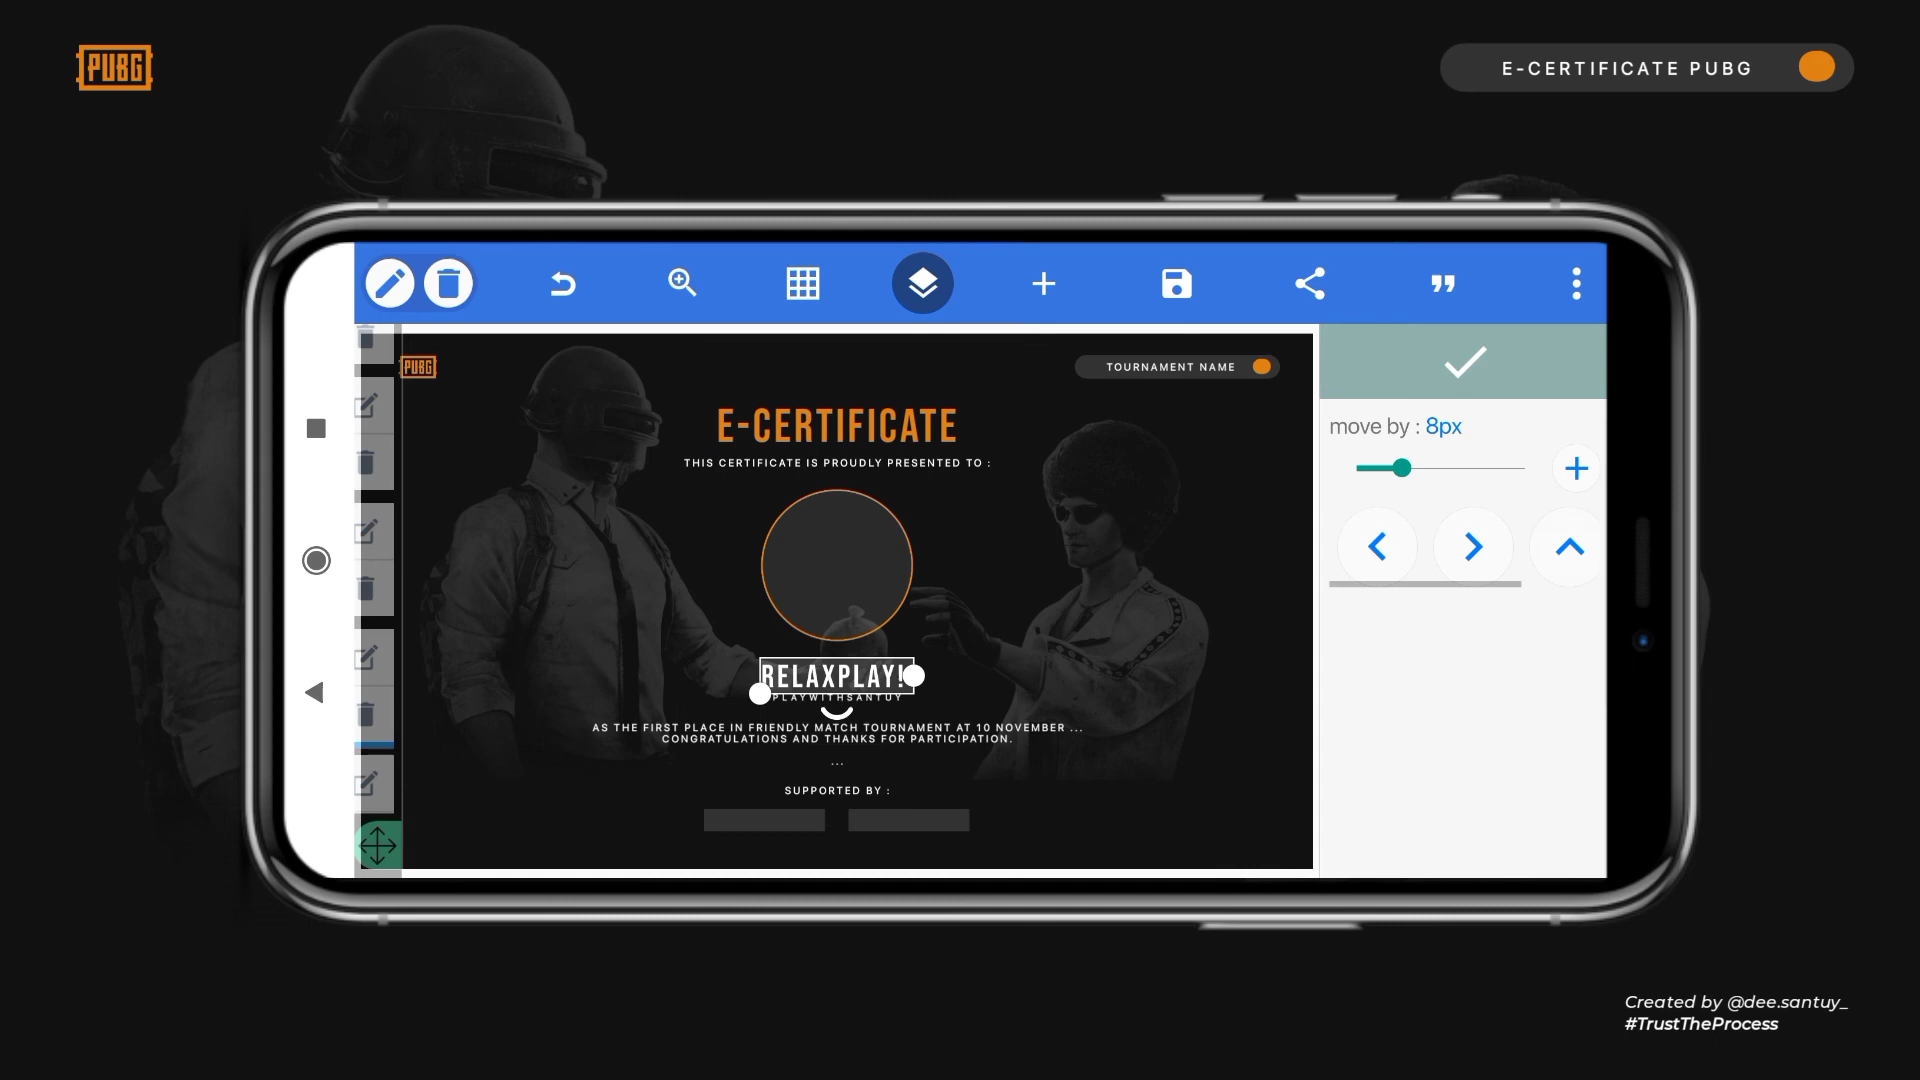 PUBG
E-CERTIFICATE PUBG
PUBG
TOURNAMENT NAME
E-CERTIFICATE
THIS CERTIFICATE IS PROUDLY PRESENTED TO :
RELAXPLAY!
PLAYWITHSANTUY
AS THE FIRST PLACE IN FRIENDLY MATCH TOURNAMENT AT 10 NOVEMBER ...
CONGRATULATIONS AND THANKS FOR PARTICIPATION.
...
SUPPORTED BY :
move by : 8px
Created by @dee.santuy_
#TrustTheProcess